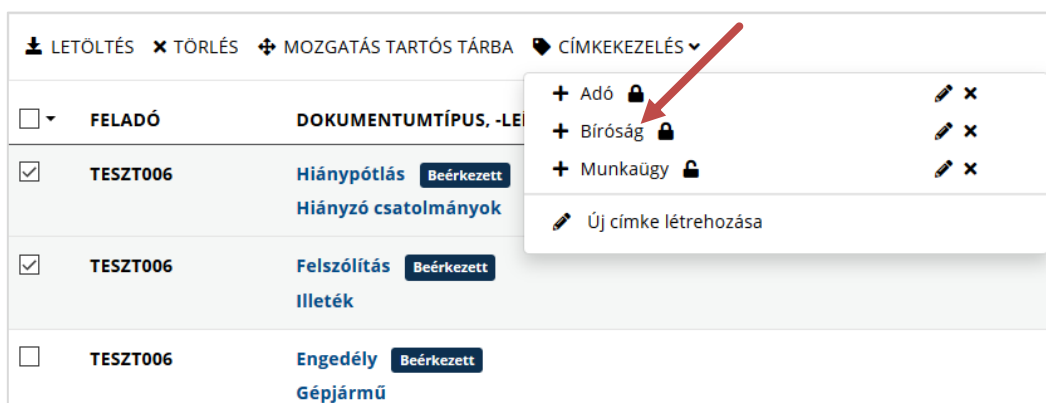 LETÖLTÉS TÖRLÉS MOZGATÁS TARTÓS TÁRBA CÍMKEKEZELÉS
Adó
Bíróság
Munkaügy
Új címke létrehozása
FELADÓ DOKUMENTUMTÍPUS,
TESZT006 Hiánypótlás Beérkezett
Hiányzó csatolmányok
TESZT006 Felszólítás Beérkezett
Illeték
TESZT006 Engedély Beérkezett
Gépjármű